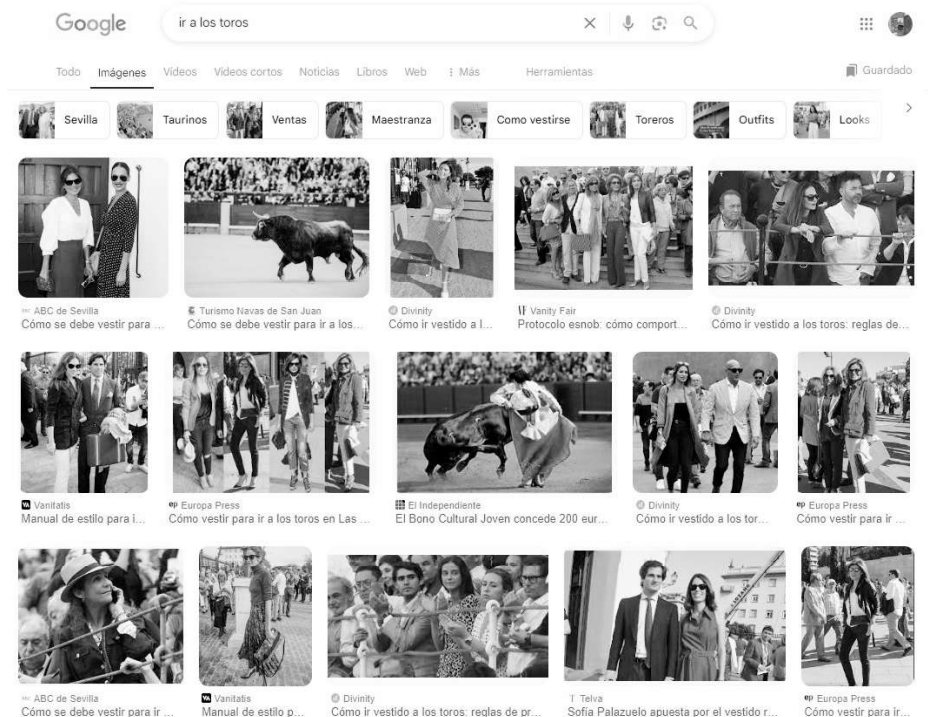 Google
ir a los toros
Todo Imágenes Vídeos Vídeos cortos Noticias Libros Web Más Herramientas
Guardado
Sevilla Taurinos Ventas Maestranza Como vestirse Toreros Outfits Looks
ABC de Sevilla
Cómo se debe vestir para ...
Turismo Navas de San Juan
Cómo se debe vestir para ir a los...
Divinity
Cómo ir vestido a l...
Vanity Fair
Protocolo esnob: cómo comport...
Divinity
Cómo ir vestido a los toros: reglas de...
Vanitatis
Manual de estilo para i...
ep Europa Press
Cómo vestir para ir a los toros en Las ...
El Independiente
El Bono Cultural Joven concede 200 eur...
Divinity
Cómo ir vestido a los tor...
ep Europa Press
Cómo vestir para ir ...
ABC de Sevilla
Cómo se debe vestir para ir ...
Vanitatis
Manual de estilo p...
Divinity
Cómo ir vestido a los toros: reglas de pr...
T Telva
Sofía Palazuelo apuesta por el vestido r...
ep Europa Press
Cómo vestir para ir...